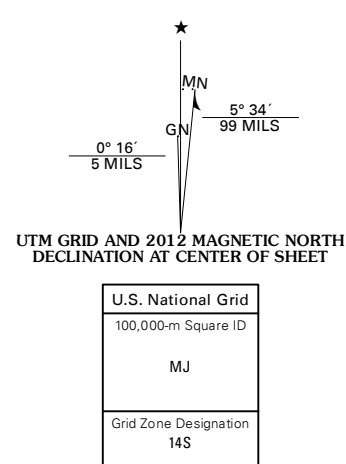 ★
MN
GN
5° 34´
99 MILS
0° 16´
5 MILS
UTM GRID AND 2012 MAGNETIC NORTH
DECLINATION AT CENTER OF SHEET
U.S. National Grid
100,000-m Square ID
MJ
Grid Zone Designation
14S